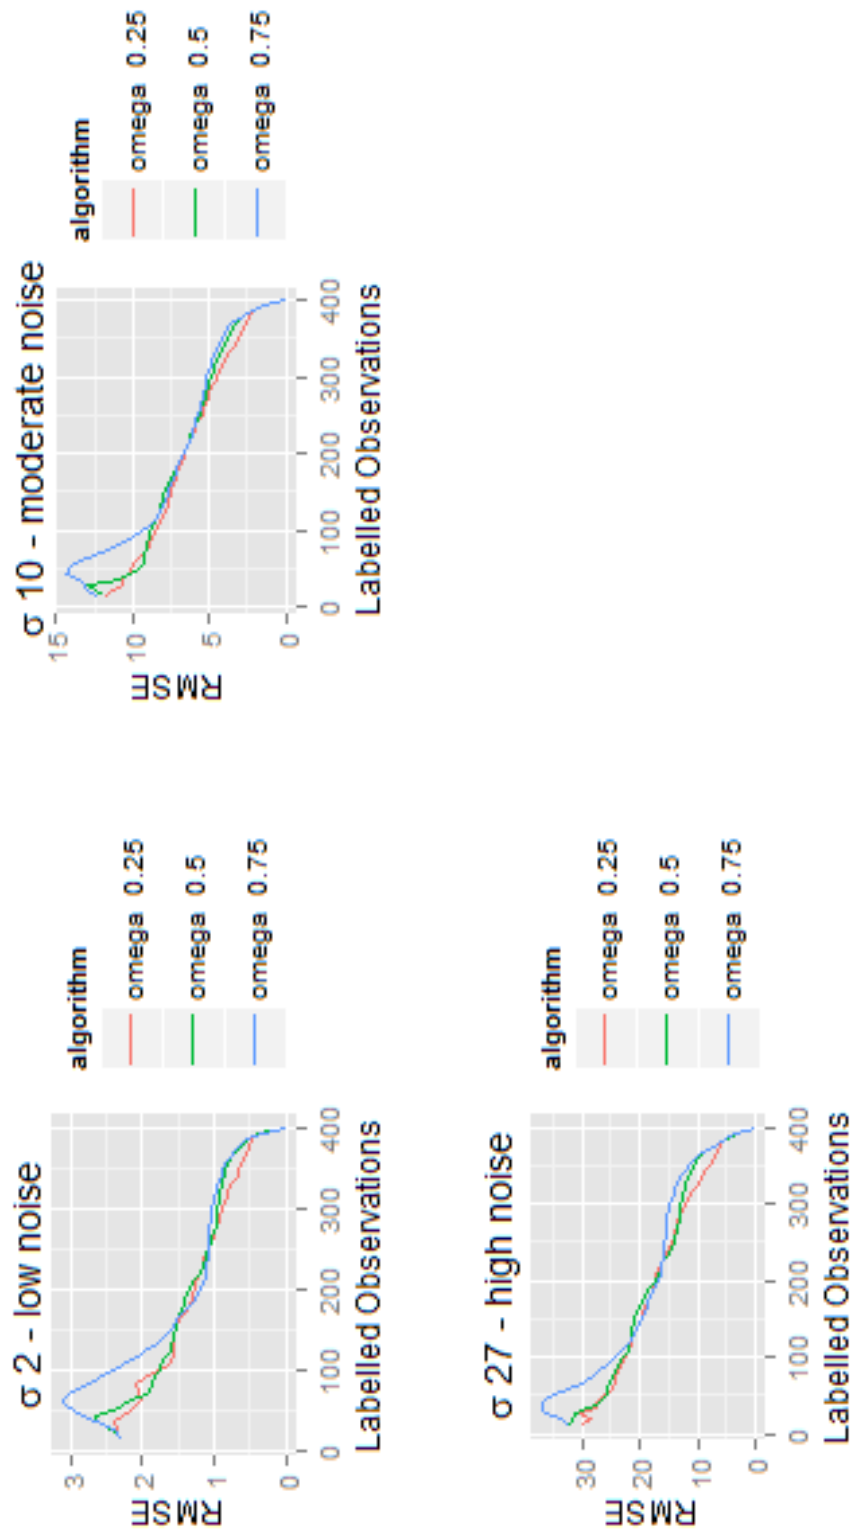 σ 2 - low noise
RMSE
3
2
1
0
0 100 200 300 400
Labelled Observations
algorithm
omega 0.25
omega 0.5
omega 0.75
σ 10 - moderate noise
RMSE
15
10
5
0
0 100 200 300 400
Labelled Observations
algorithm
omega 0.25
omega 0.5
omega 0.75
σ 27 - high noise
RMSE
30
20
10
0
0 100 200 300 400
Labelled Observations
algorithm
omega 0.25
omega 0.5
omega 0.75